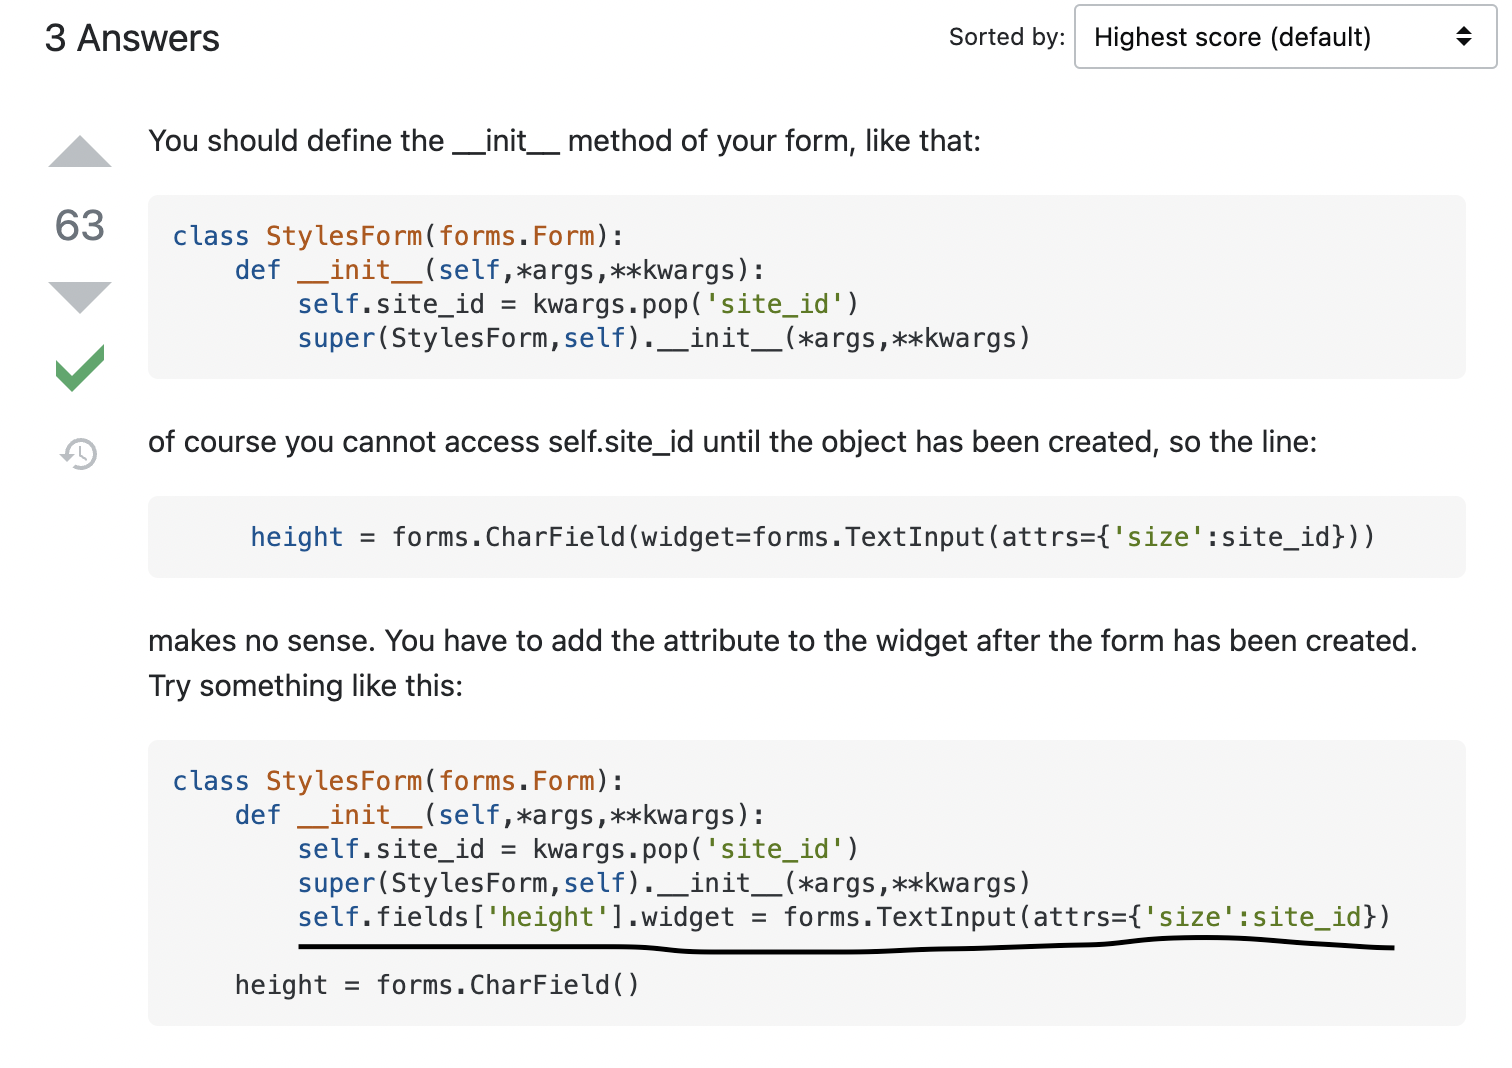 3 Answers
Sorted by: Highest score (default)
You should define the __init__ method of your form, like that:
63
class StylesForm(forms.Form):
    def __init__(self,*args,**kwargs):
        self.site_id = kwargs.pop('site_id')
        super(StylesForm,self).__init__(*args,**kwargs)
of course you cannot access self.site_id until the object has been created, so the line:
     height = forms.CharField(widget=forms.TextInput(attrs={'size':site_id}))
makes no sense. You have to add the attribute to the widget after the form has been created.
Try something like this:
class StylesForm(forms.Form):
    def __init__(self,*args,**kwargs):
        self.site_id = kwargs.pop('site_id')
        super(StylesForm,self).__init__(*args,**kwargs)
        self.fields['height'].widget = forms.TextInput(attrs={'size':site_id})
    height = forms.CharField()